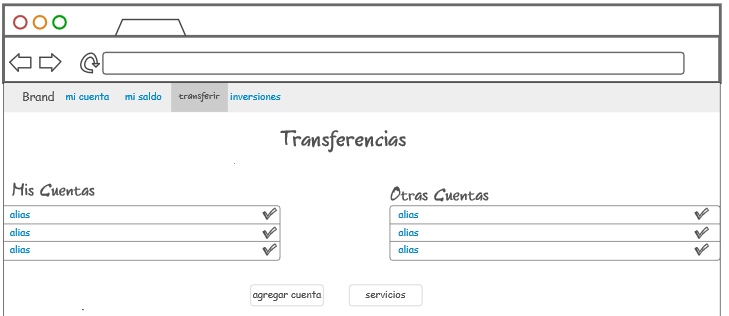 Brand mi cuenta mi saldo transferir inversiones
Transferencias
Mis Cuentas
alias
alias
alias
Otras Cuentas
alias
alias
alias
agregar cuenta servicios